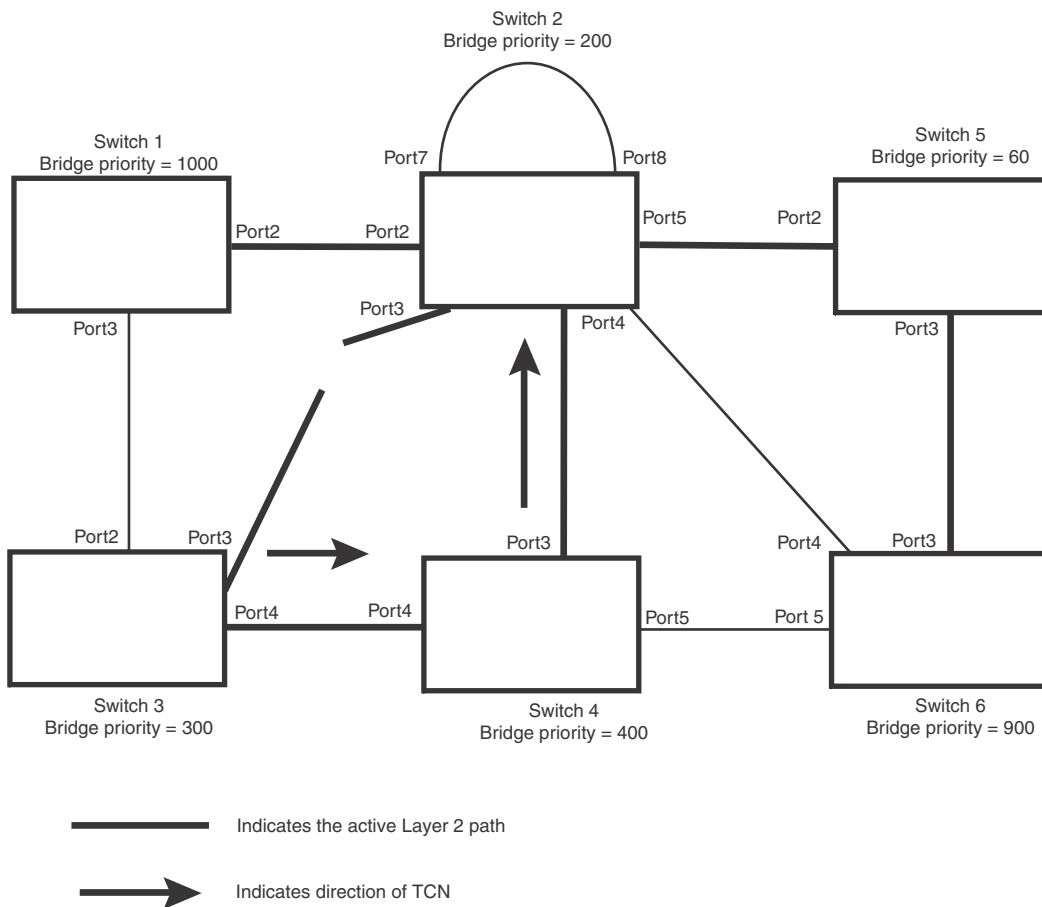 Switch 2
Bridge priority = 200
Switch 1
Bridge priority = 1000
Switch 5
Bridge priority = 60
Port7
Port8
Port2
Port2
Port5
Port2
Port3
Port3
Port4
Port3
Port2
Port3
Port3
Port4
Port3
Port4
Port4
Port5
Port 5
Switch 3
Bridge priority = 300
Switch 4
Bridge priority = 400
Switch 6
Bridge priority = 900
Indicates the active Layer 2 path
Indicates direction of TCN